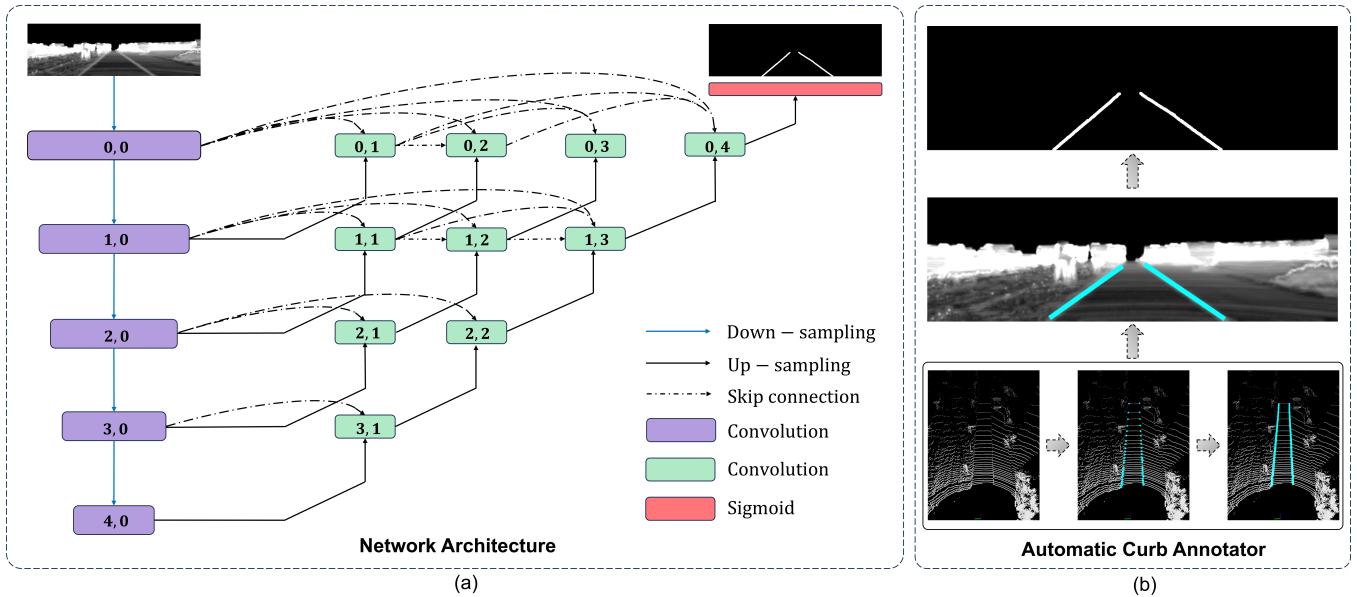 0, 0
0, 1
0, 2
0, 3
0, 4
1, 0
1, 1
1, 2
1, 3
2, 0
2, 1
2, 2
3, 0
3, 1
4, 0
Down − sampling
Up − sampling
Skip connection
Convolution
Convolution
Sigmoid
Network Architecture
(a)
Automatic Curb Annotator
(b)